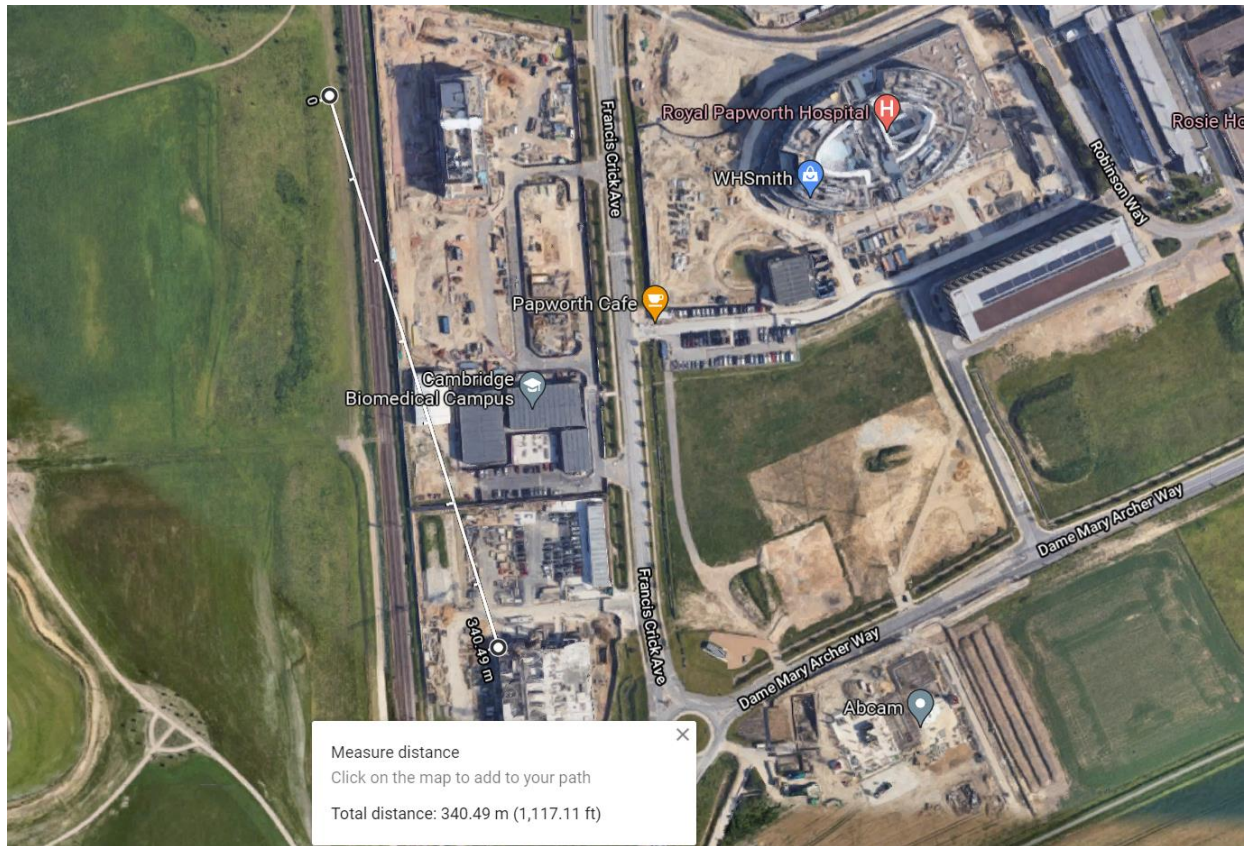 0
Francis Crick Ave
Royal Papworth Hospital
H
Rosie Ho
WHSmith
Robinson Way
Papworth Cafe
Cambridge
Biomedical Campus
Dame Mary Archer Way
Francis Crick Ave
340.49 m
Dame Mary Archer Way
Abcam
Measure distance
Click on the map to add to your path
Total distance: 340.49 m (1,117.11 ft)